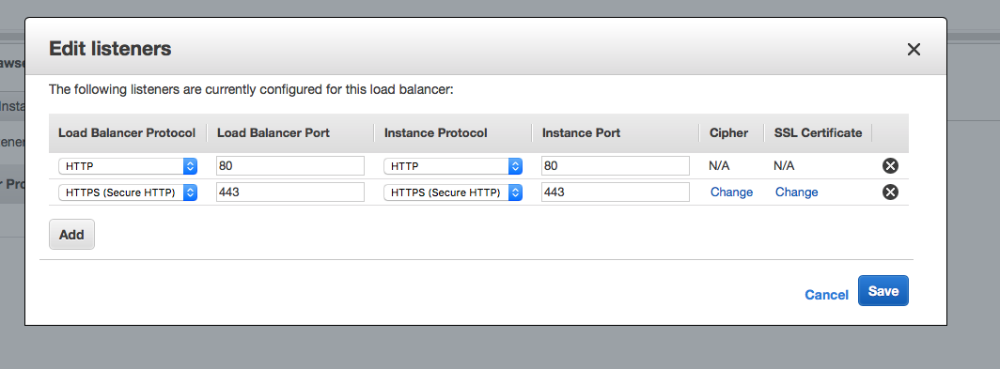 Edit listeners
The following listeners are currently configured for this load balancer:
Load Balancer Protocol Load Balancer Port Instance Protocol Instance Port Cipher SSL Certificate
HTTP 80 HTTP 80 N/A N/A
HTTPS (Secure HTTP) 443 HTTPS (Secure HTTP) 443 Change Change
Add
Cancel Save